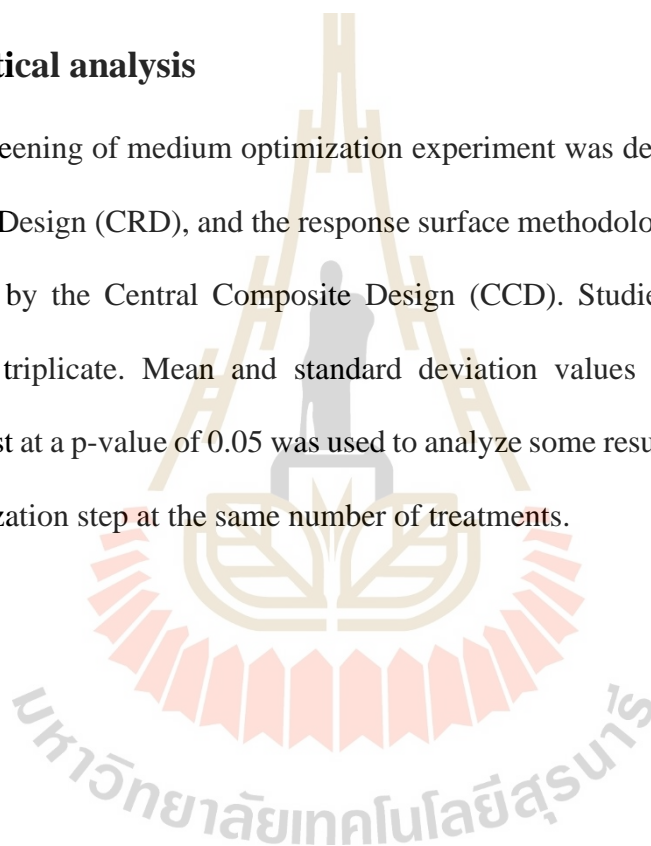 tical analysis
eening of medium optimization experiment was de
Design (CRD), and the response surface methodolo
by the Central Composite Design (CCD). Studie
triplicate. Mean and standard deviation values
st at a p-value of 0.05 was used to analyze some resu
zation step at the same number of treatments.
มหาวิทยาลัยเทคโนโลยีสุรนารี